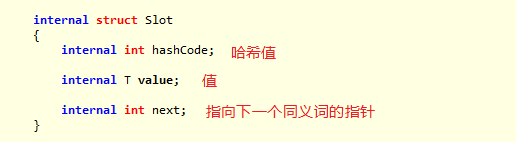 internal struct Slot
{
internal int hashCode; 哈希值
internal T value; 值
internal int next; 指向下一个同义词的指针
}